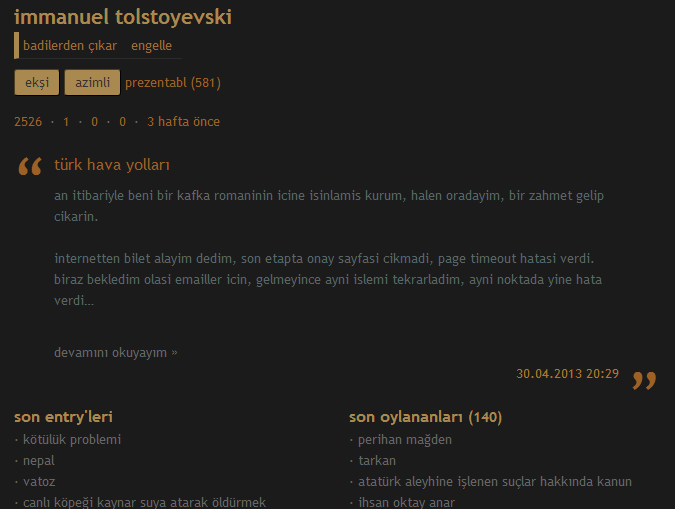 immanuel tolstoyevski
badilerden çıkar engelle
ekşi azimli prezentabl (581)
2526 · 1 · 0 · 0 · 3 hafta önce
“ türk hava yolları
an itibariyle beni bir kafka romaninin icine isinlamis kurum, halen oradayim, bir zahmet gelip
cikarin.
internetten bilet alayim dedim, son etapta onay sayfasi cikmadi, page timeout hatasi verdi.
biraz bekledim olasi emailler icin, gelmeyince ayni islemi tekrarladim, ayni noktada yine hata
verdi...
devamını okuyayım »
30.04.2013 20:29 ”
son entry'leri
· kötülük problemi
· nepal
· vatoz
· canlı köpeği kaynar suya atarak öldürmek
son oylananları (140)
· perihan mağden
· tarkan
· atatürk aleyhine işlenen suçlar hakkında kanun
· ihsan oktay anar